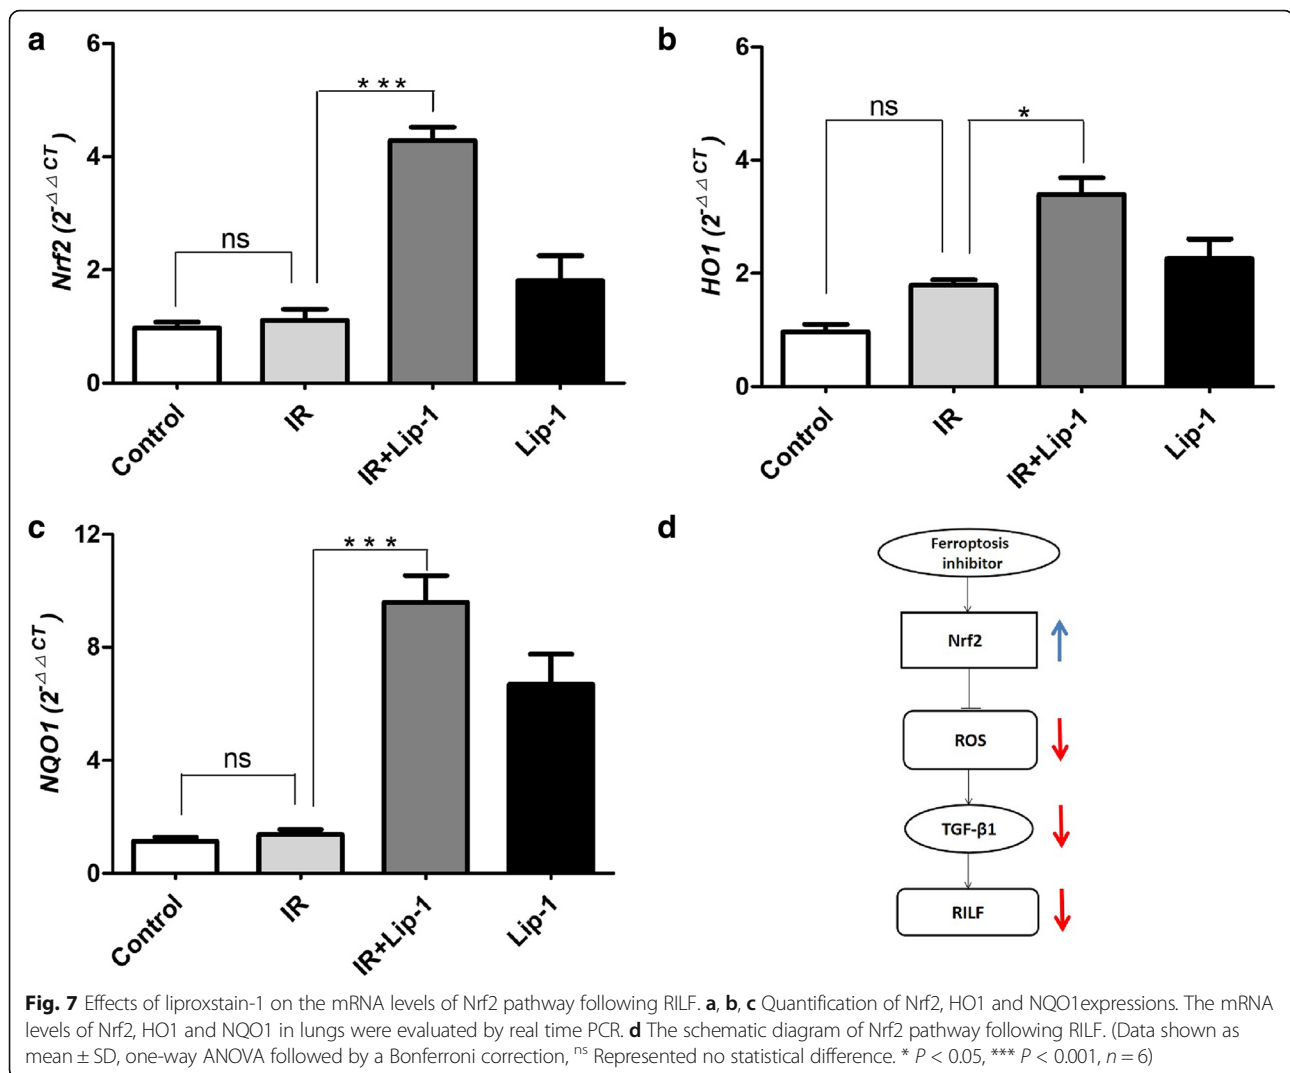 a
6
4
2
0
Nrf2 (2^-△△CT)
ns
***
Control
IR
IR+Lip-1
Lip-1
b
6
4
2
0
HO1 (2^-△△CT)
ns
*
Control
IR
IR+Lip-1
Lip-1
c
12
8
4
0
NQO1 (2^-△△CT)
ns
***
Control
IR
IR+Lip-1
Lip-1
d
Ferroptosis
inhibitor
Nrf2
ROS
TGF-β1
RILF
Fig. 7 Effects of liproxstain-1 on the mRNA levels of Nrf2 pathway following RILF. a, b, c Quantification of Nrf2, HO1 and NQO1expressions. The mRNA
levels of Nrf2, HO1 and NQO1 in lungs were evaluated by real time PCR. d The schematic diagram of Nrf2 pathway following RILF. (Data shown as
mean ± SD, one-way ANOVA followed by a Bonferroni correction, ns Represented no statistical difference. * P < 0.05, *** P < 0.001, n = 6)